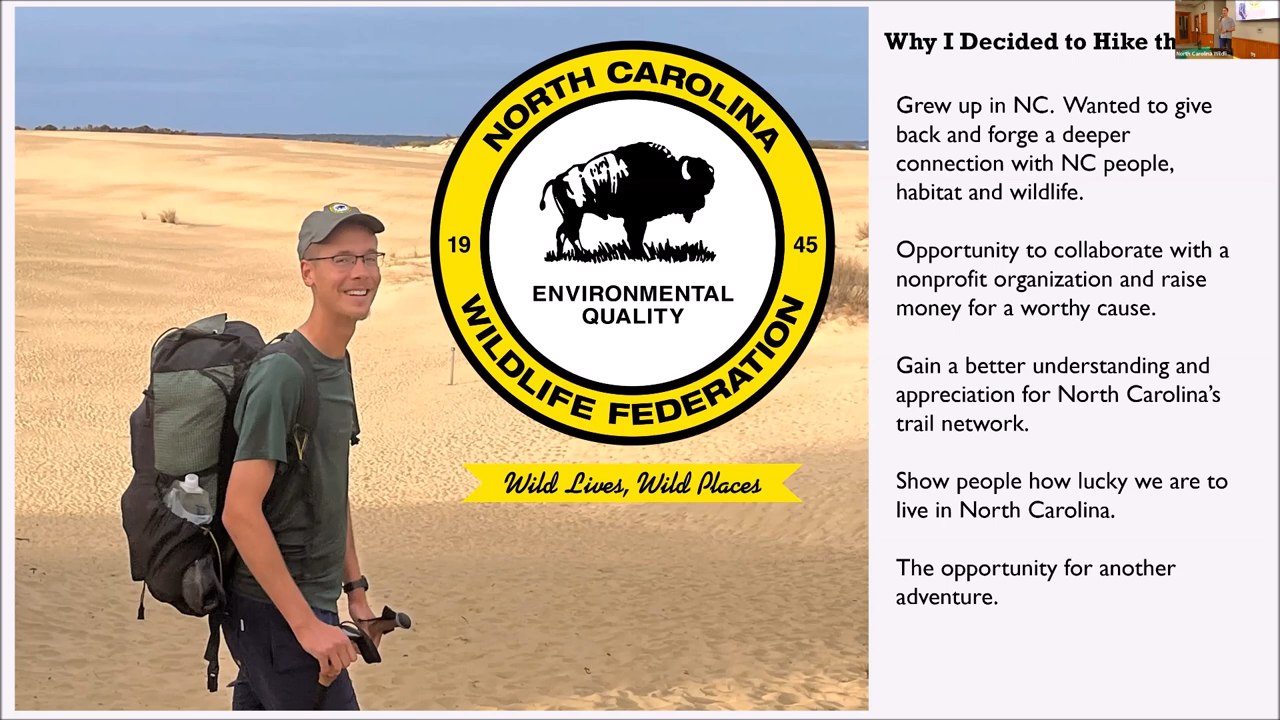 Why I Decided to Hike th
Grew up in NC. Wanted to give
back and forge a deeper
connection with NC people,
habitat and wildlife.
Opportunity to collaborate with a
nonprofit organization and raise
money for a worthy cause.
Gain a better understanding and
appreciation for North Carolina's
trail network.
Show people how lucky we are to
live in North Carolina.
The opportunity for another
adventure.
NORTH CAROLINA
19 45
ENVIRONMENTAL
QUALITY
WILDLIFE FEDERATION
Wild Lives, Wild Places
North Carolina